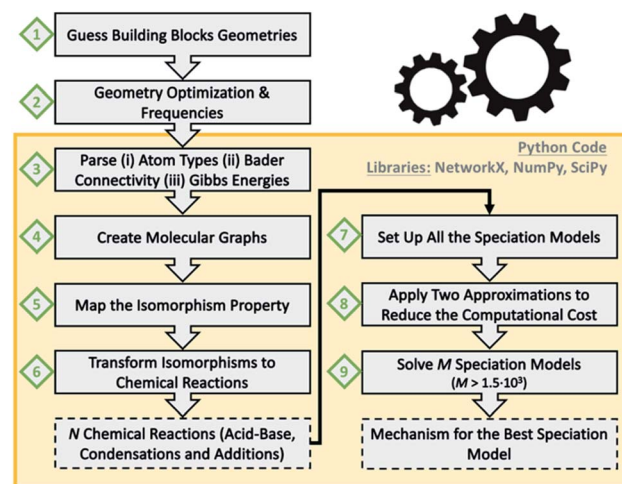 1
Guess Building Blocks Geometries
2
Geometry Optimization &
Frequencies
Python Code
Libraries: NetworkX, NumPy, SciPy
3
Parse (i) Atom Types (ii) Bader
Connectivity (iii) Gibbs Energies
4
Create Molecular Graphs
5
Map the Isomorphism Property
6
Transform Isomorphisms to
Chemical Reactions
N Chemical Reactions (Acid-Base,
Condensations and Additions)
7
Set Up All the Speciation Models
8
Apply Two Approximations to
Reduce the Computational Cost
9
Solve M Speciation Models
(M > 1.5·10³)
Mechanism for the Best Speciation
Model